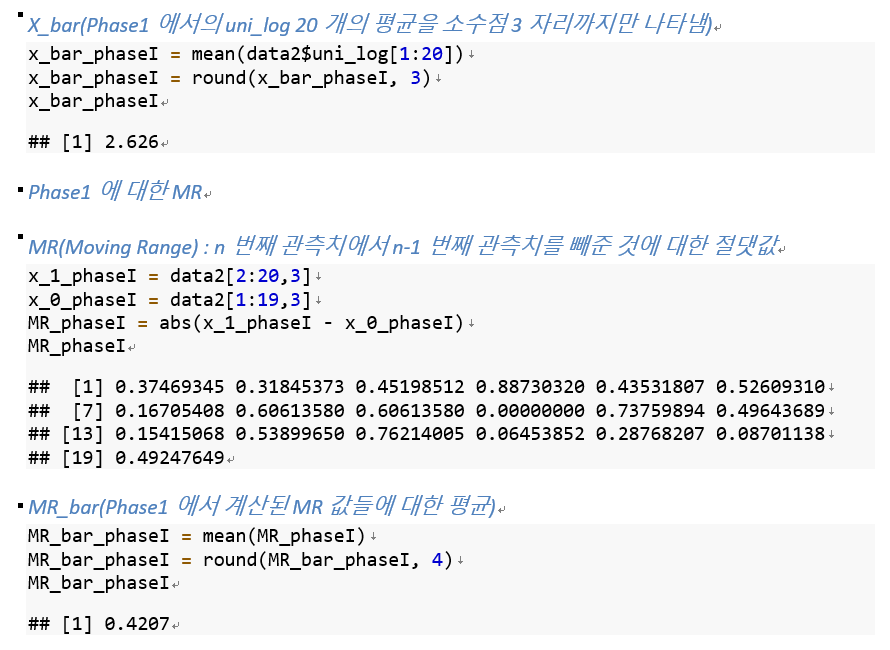 X_bar(Phase1 에서의 uni_log 20 개의 평균을 소수점 3 자리까지만 나타냄)
x_bar_phaseI = mean(data2$uni_log[1:20])
x_bar_phaseI = round(x_bar_phaseI, 3)
x_bar_phaseI
## [1] 2.626
Phase1 에 대한 MR
MR(Moving Range) : n 번째 관측치에서 n-1 번째 관측치를 빼준 것에 대한 절댓값
x_1_phaseI = data2[2:20,3]
x_0_phaseI = data2[1:19,3]
MR_phaseI = abs(x_1_phaseI - x_0_phaseI)
MR_phaseI
##  [1] 0.37469345 0.31845373 0.45198512 0.88730320 0.43531807 0.52609310
##  [7] 0.16705408 0.60613580 0.60613580 0.00000000 0.73759894 0.49643689
## [13] 0.15415068 0.53899650 0.76214005 0.06453852 0.28768207 0.08701138
## [19] 0.49247649
MR_bar(Phase1 에서 계산된 MR 값들에 대한 평균)
MR_bar_phaseI = mean(MR_phaseI)
MR_bar_phaseI = round(MR_bar_phaseI, 4)
MR_bar_phaseI
## [1] 0.4207